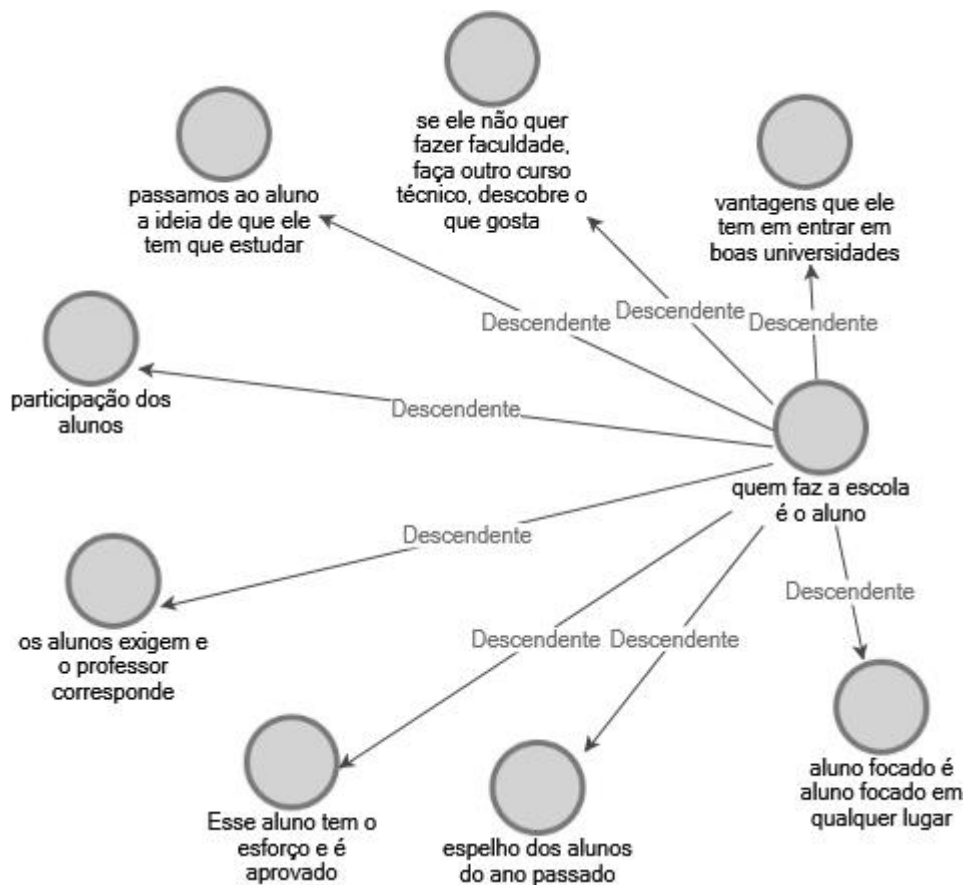 se ele não quer
fazer faculdade,
faça outro curso
técnico, descobre o
que gosta
passamos ao aluno
a ideia de que ele
tem que estudar
vantagens que ele
tem em entrar em
boas universidades
Descendente
Descendente
Descendente
participação dos
alunos
Descendente
quem faz a escola
é o aluno
Descendente
os alunos exigem e
o professor
corresponde
Descendente
Descendente
Descendente
Esse aluno tem o
esforço e é
aprovado
espelho dos alunos
do ano passado
aluno focado é
aluno focado em
qualquer lugar